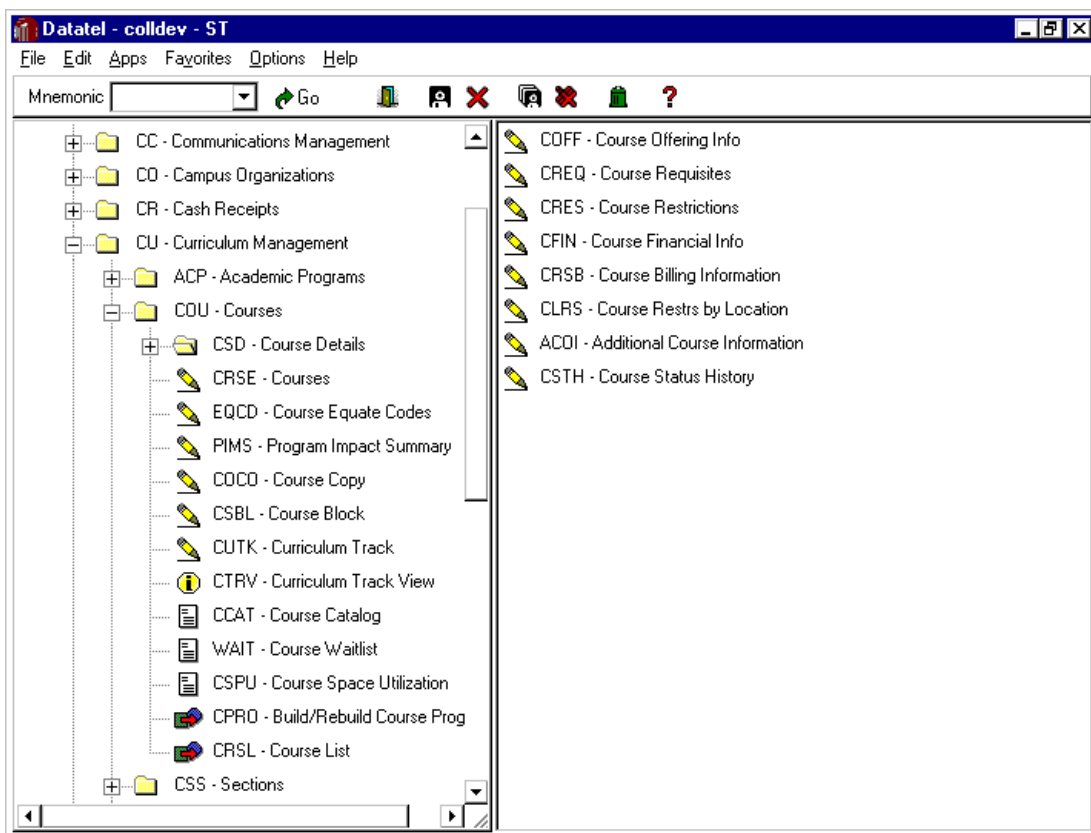 Datatel - colldev - ST
File Edit Apps Favorites Options Help
Mnemonic Go ?
CC - Communications Management
CO - Campus Organizations
CR - Cash Receipts
CU - Curriculum Management
ACP - Academic Programs
COU - Courses
CSD - Course Details
CRSE - Courses
EQCD - Course Equate Codes
PIMS - Program Impact Summary
COCO - Course Copy
CSBL - Course Block
CUTK - Curriculum Track
CTRV - Curriculum Track View
CCAT - Course Catalog
WAIT - Course Waitlist
CSPU - Course Space Utilization
CPRO - Build/Rebuild Course Prog
CRSL - Course List
CSS - Sections
COFF - Course Offering Info
CREQ - Course Requisites
CRES - Course Restrictions
CFIN - Course Financial Info
CRSB - Course Billing Information
CLRS - Course Restrs by Location
ACOI - Additional Course Information
CSTH - Course Status History